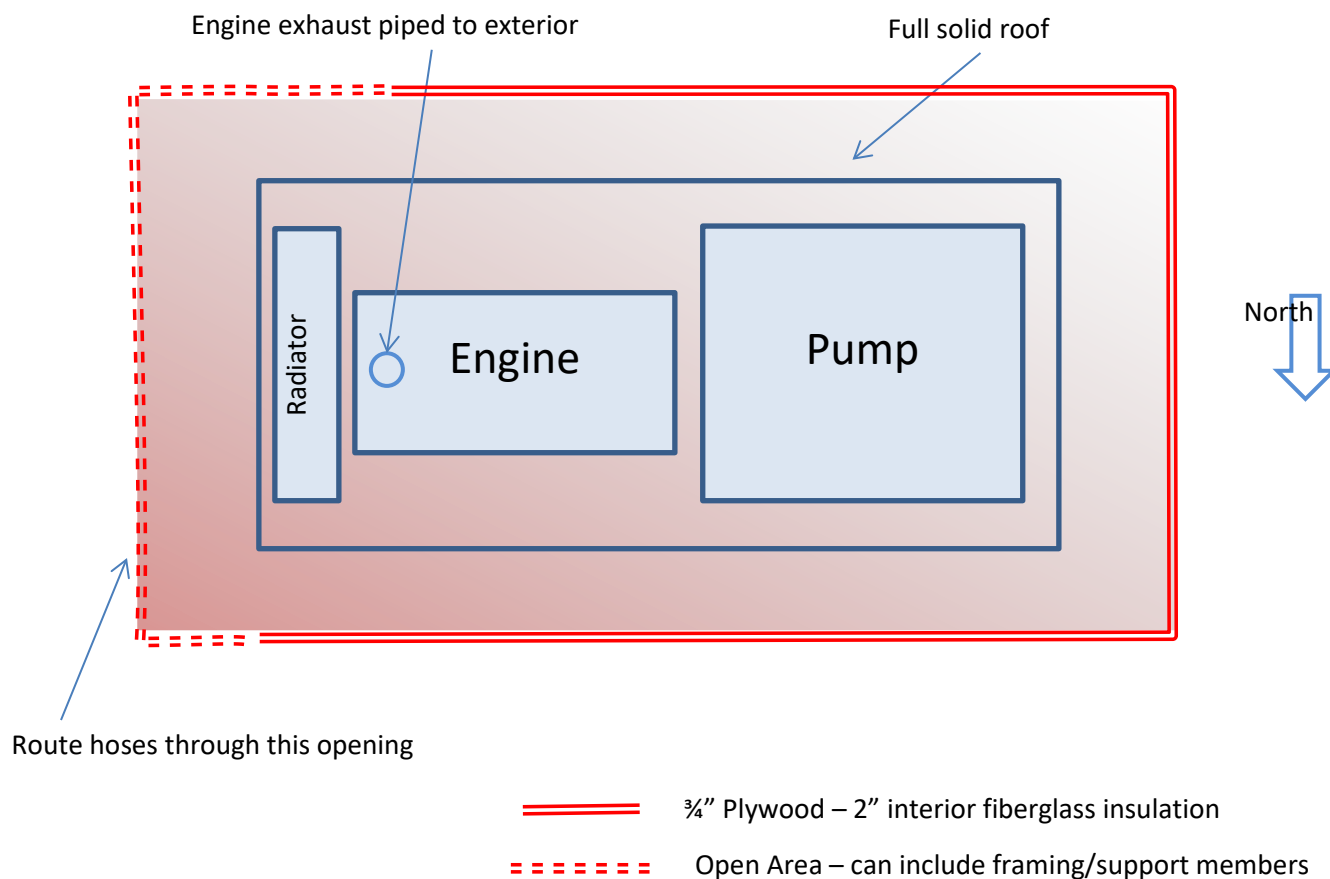 Engine exhaust piped to exterior
Full solid roof
North
Radiator
Engine
Pump
Route hoses through this opening
¾” Plywood – 2” interior fiberglass insulation
Open Area – can include framing/support members